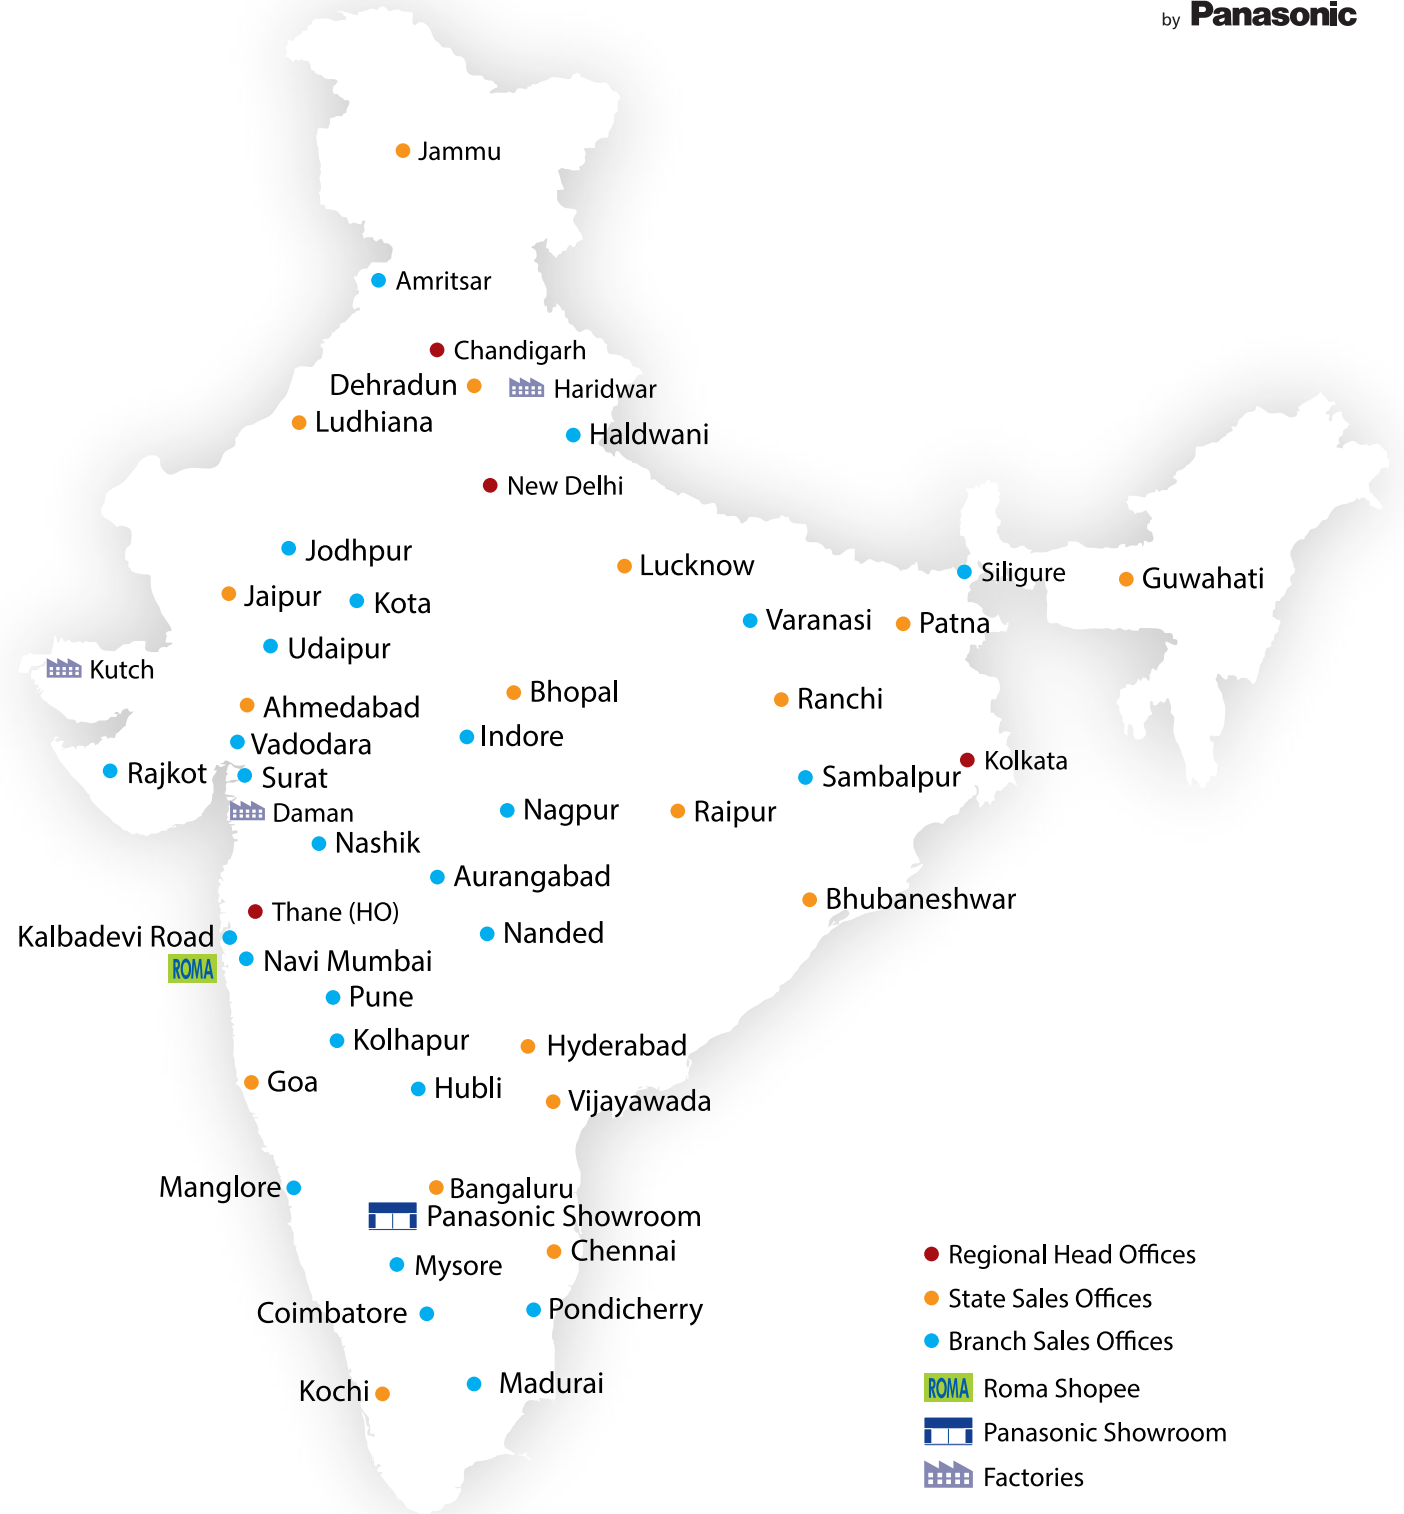 by Panasonic
Jammu
Amritsar
Chandigarh
Dehradun
Haridwar
Ludhiana
Haldwani
New Delhi
Jodhpur
Lucknow
Siligure
Guwahati
Jaipur
Kota
Varanasi
Patna
Udaipur
Kutch
Bhopal
Ranchi
Ahmedabad
Indore
Vadodara
Kolkata
Rajkot
Surat
Sambalpur
Daman
Nagpur
Raipur
Nashik
Aurangabad
Bhubaneshwar
Thane (HO)
Kalbadevi Road
Nanded
ROMA
Navi Mumbai
Pune
Kolhapur
Hyderabad
Goa
Hubli
Vijayawada
Manglore
Bangaluru
Panasonic Showroom
Chennai
Mysore
Coimbatore
Pondicherry
Kochi
Madurai
Regional Head Offices
State Sales Offices
Branch Sales Offices
ROMA Roma Shopee
Panasonic Showroom
Factories